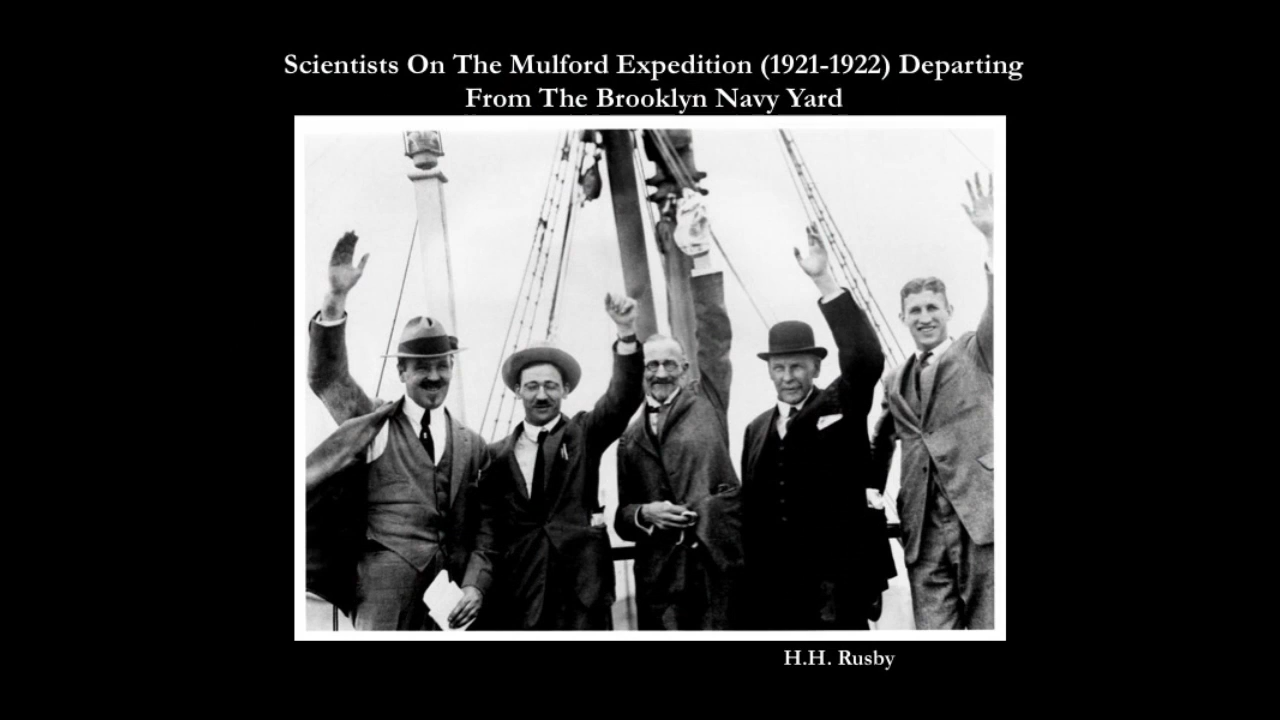 Scientists On The Mulford Expedition (1921-1922) Departing
From The Brooklyn Navy Yard
H.H. Rusby